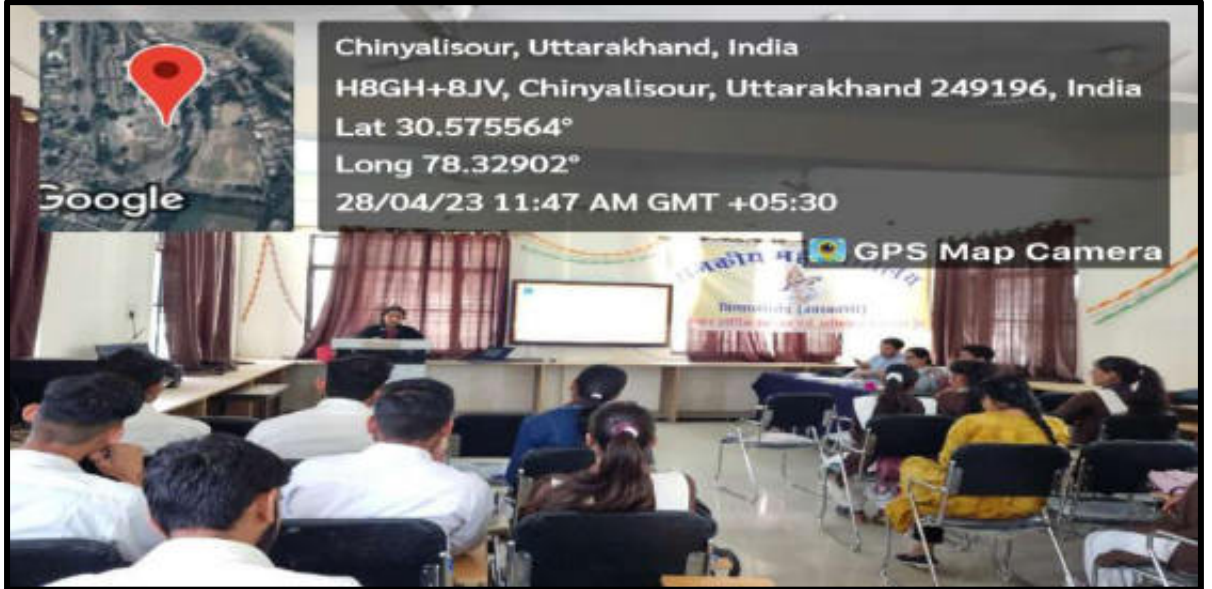 Chinyalisour, Uttarakhand, India
H8GH+8JV, Chinyalisour, Uttarakhand 249196, India
Lat 30.575564°
Long 78.32902°
28/04/23 11:47 AM GMT +05:30
Google
GPS Map Camera